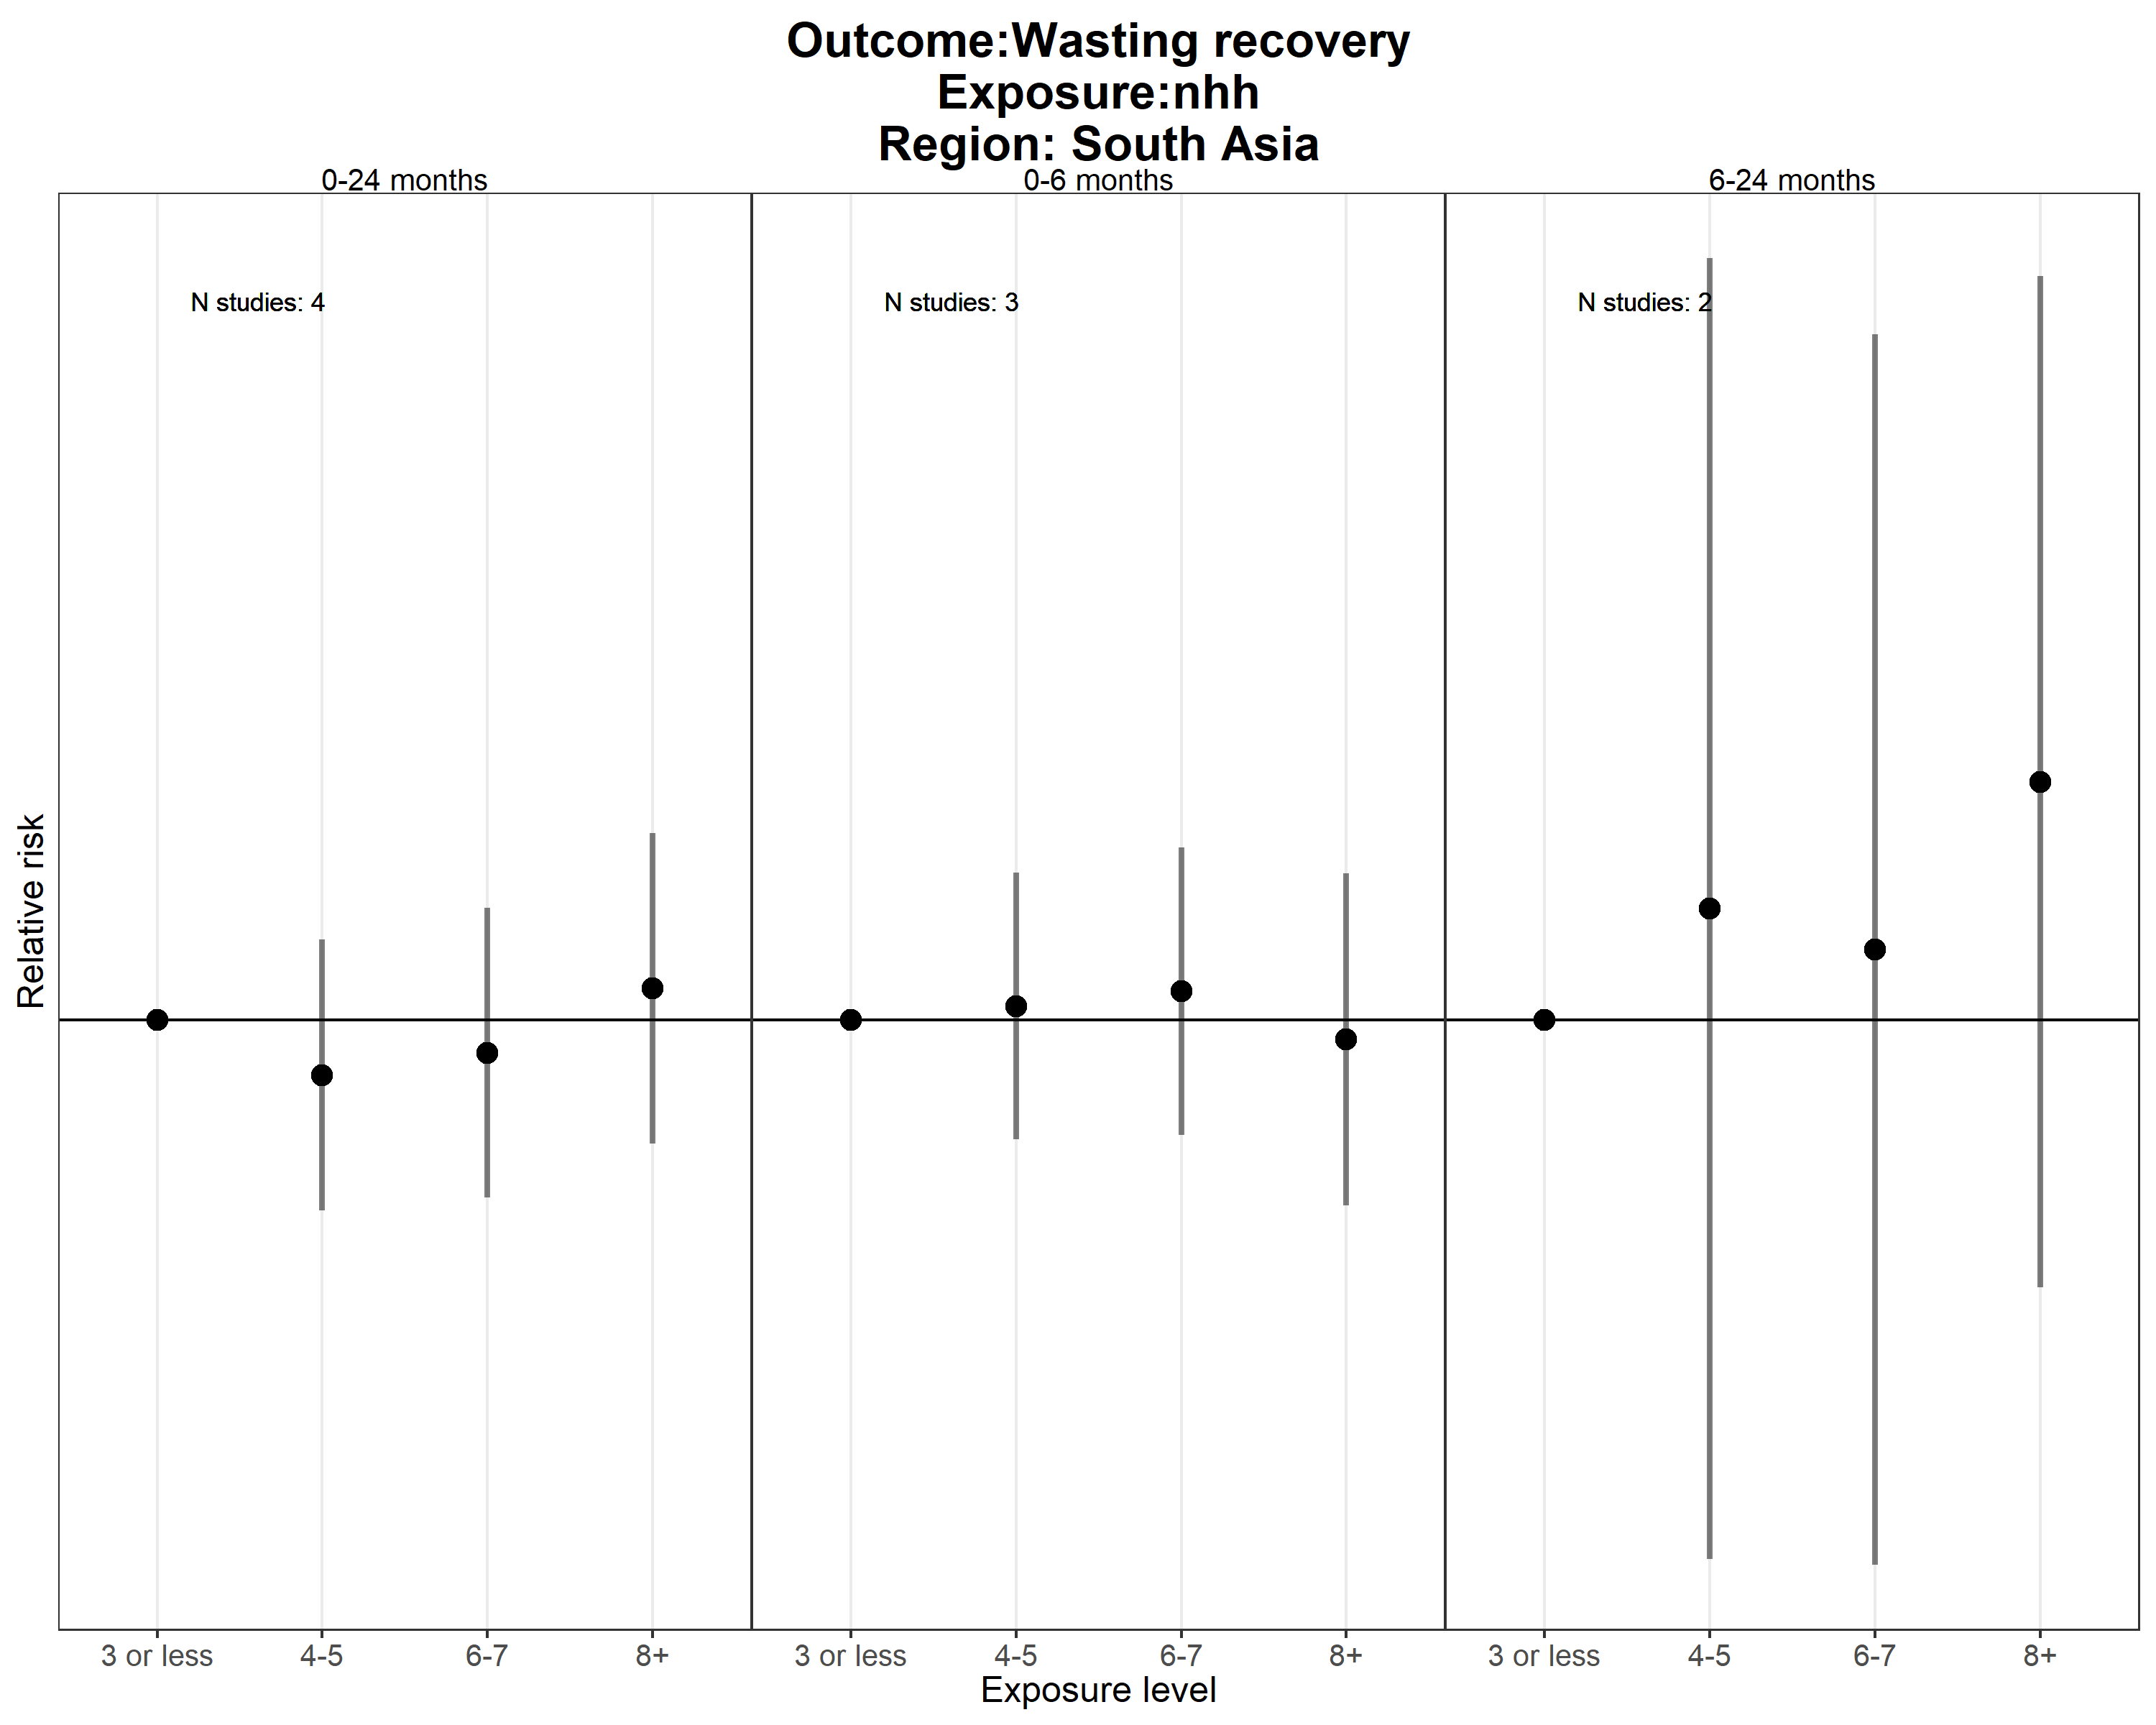 Outcome:Wasting recovery
Exposure:nhh
Region: South Asia
0-24 months
0-6 months
6-24 months
N studies: 4
N studies: 3
N studies: 2
Relative risk
3 or less
4-5
6-7
8+
3 or less
4-5
6-7
8+
3 or less
4-5
6-7
8+
Exposure level